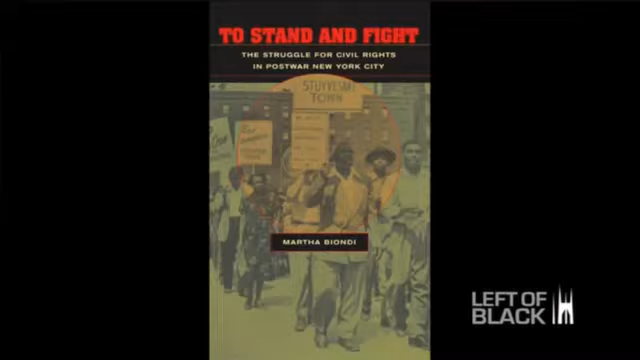 TO STAND AND FIGHT
THE STRUGGLE FOR CIVIL RIGHTS
IN POSTWAR NEW YORK CITY
STUYVESANT
TOWN
MARTHA BIONDI
LEFT OF
BLACK